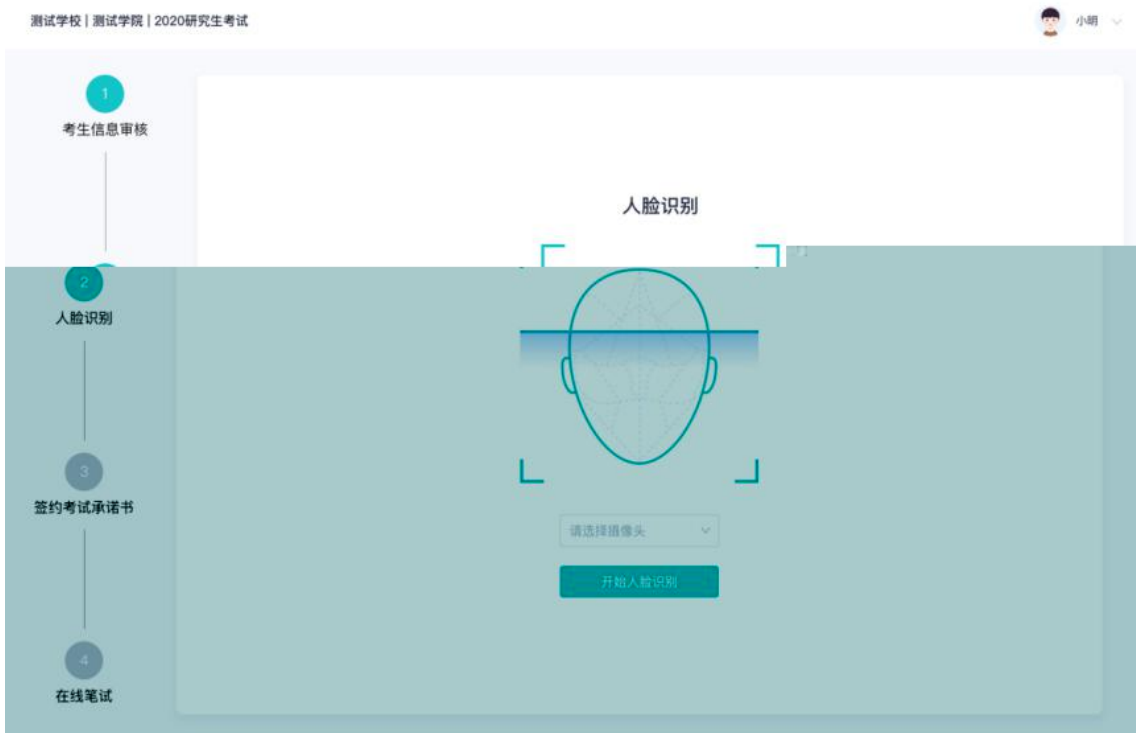 测试学校 | 测试学院 | 2020研究生考试
小明
1
考生信息审核
人脸识别
2
人脸识别
3
签约考试承诺书
请选择摄像头
开始人脸识别
4
在线笔试